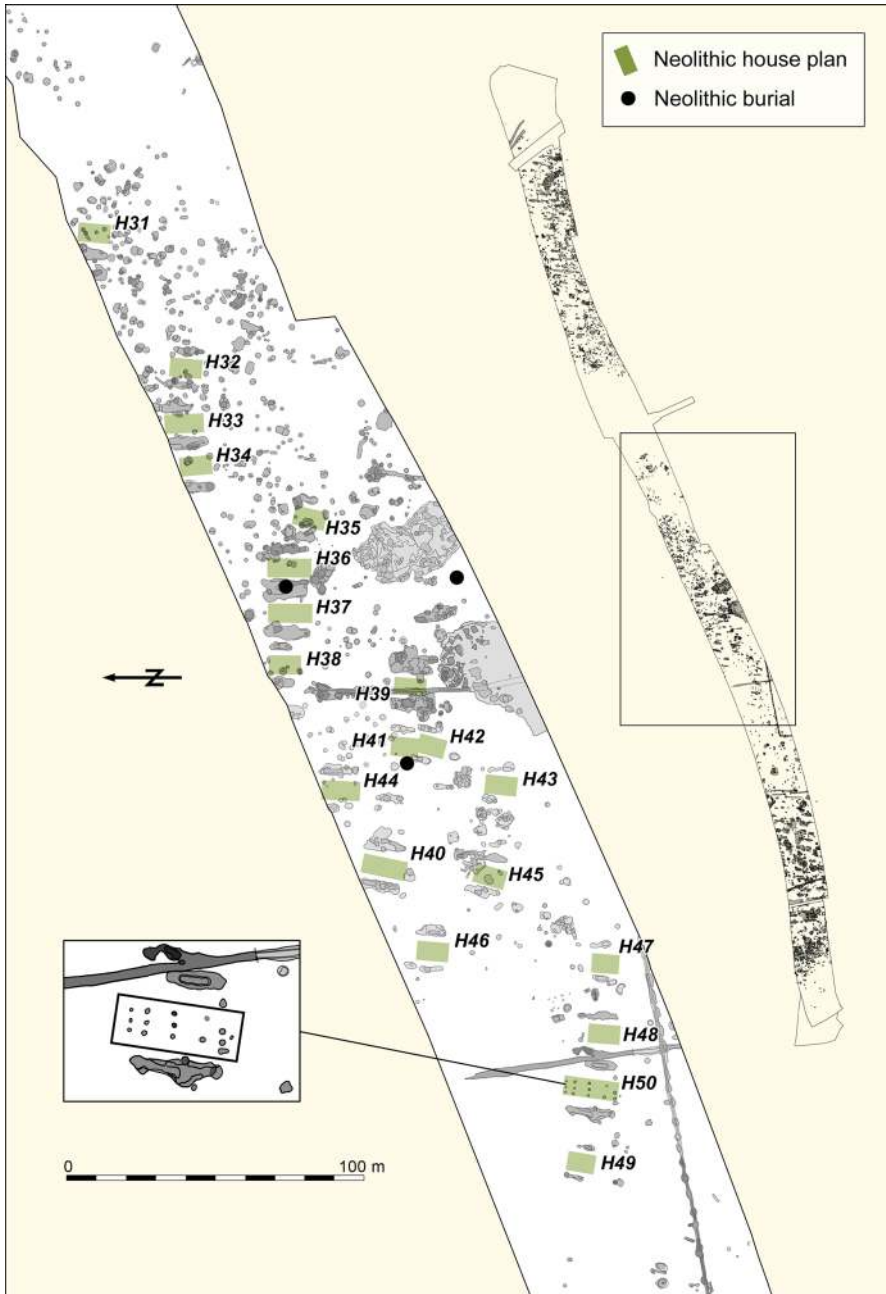 Neolithic house plan
Neolithic burial
H31
H32
H33
H34
H35
H36
H37
H38
H39
H41
H42
H44
H43
H40
H45
H46
H47
H48
H50
H49
N
0 100 m